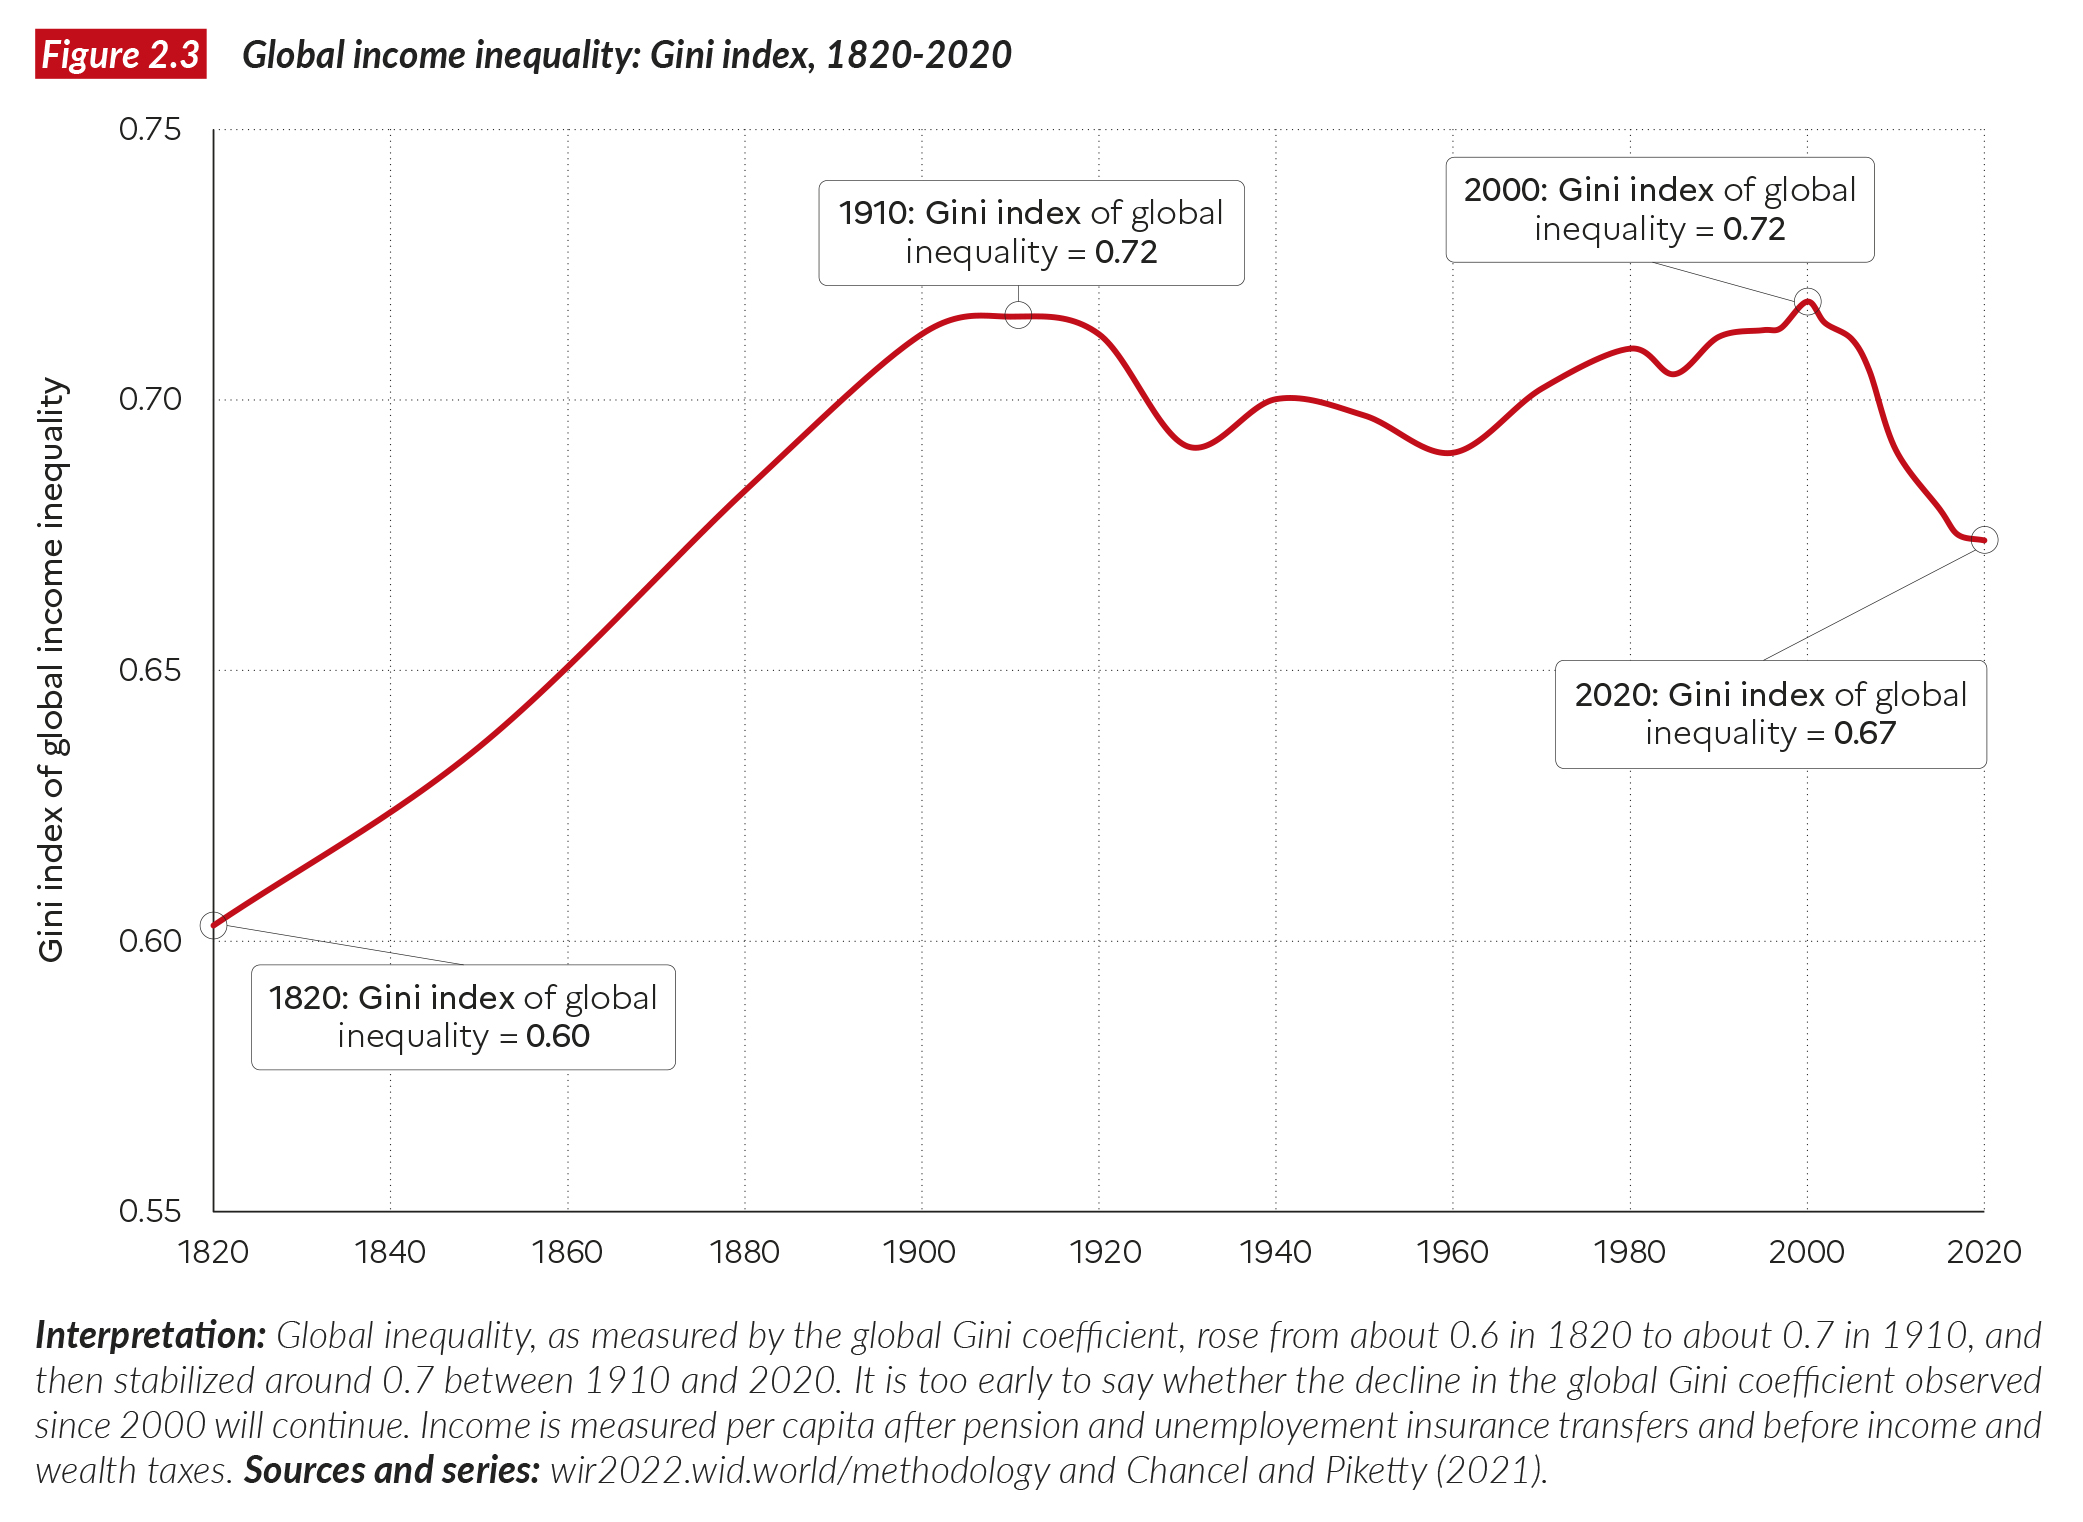 Figure 2.3 Global income inequality: Gini index, 1820-2020
Gini index of global income inequality
0.75
0.70
0.65
0.60
0.55
1910: Gini index of global
inequality = 0.72
2000: Gini index of global
inequality = 0.72
2020: Gini index of global
inequality = 0.67
1820: Gini index of global
inequality = 0.60
1820 1840 1860 1880 1900 1920 1940 1960 1980 2000 2020
Interpretation: Global inequality, as measured by the global Gini coefficient, rose from about 0.6 in 1820 to about 0.7 in 1910, and
then stabilized around 0.7 between 1910 and 2020. It is too early to say whether the decline in the global Gini coefficient observed
since 2000 will continue. Income is measured per capita after pension and unemployement insurance transfers and before income and
wealth taxes. Sources and series: wir2022.wid.world/methodology and Chancel and Piketty (2021).